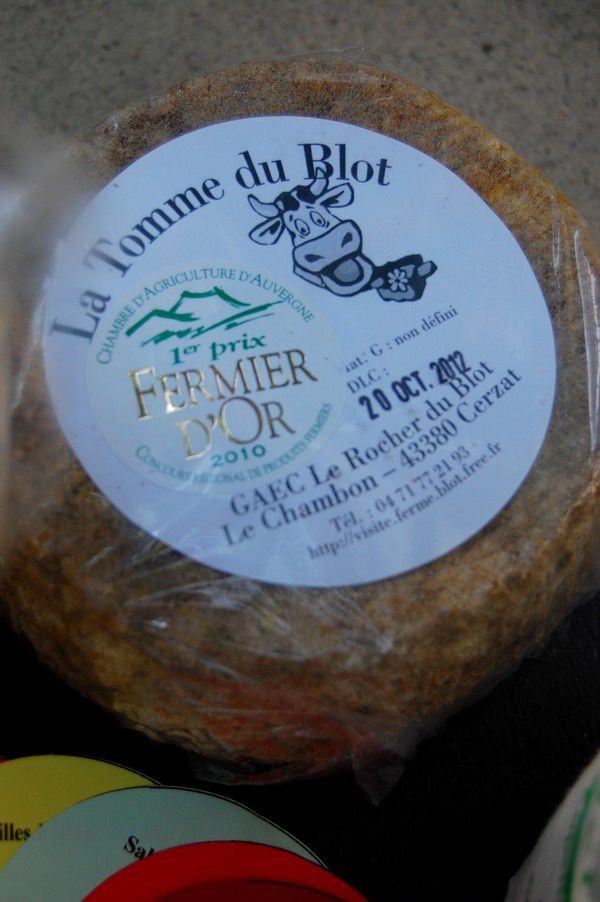 La Tomme du Blot
CHAMBRE D'AGRICULTURE D'AUVERGNE
1er prix
FERMIER
D'OR
2010
CONCOURS RÉGIONAL DE PRODUITS FERMIERS
mat: G : non défini
DLC :
20 OCT. 2012
GAEC Le Rocher du Blot
Le Chambon – 43380 Cerzat
Tél. : 04 71 77 21 93
http://visite.ferme.blot.free.fr